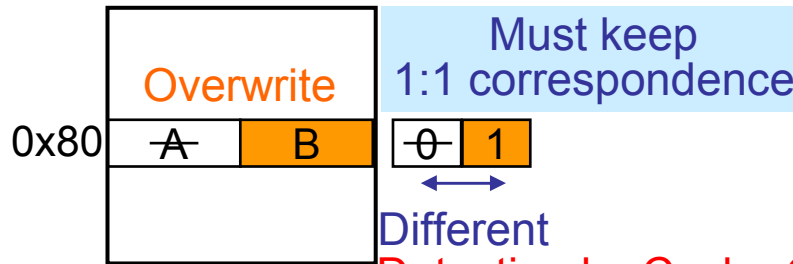 Must keep
1:1 correspondence
Overwrite
0x80 A B 0 1
Different